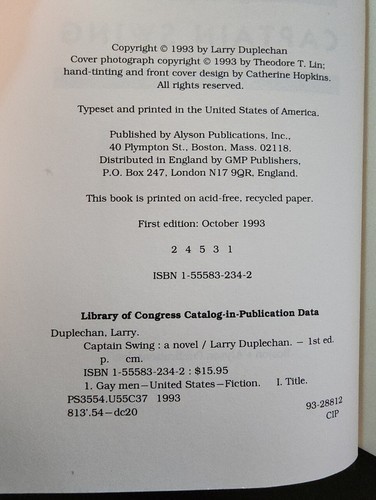 Copyright © 1993 by Larry Duplechan
Cover photograph copyright © 1993 by Theodore T. Lin;
hand-tinting and front cover design by Catherine Hopkins.
All rights reserved.
Typeset and printed in the United States of America.
Published by Alyson Publications, Inc.,
40 Plympton St., Boston, Mass. 02118.
Distributed in England by GMP Publishers,
P.O. Box 247, London N17 9QR, England.
This book is printed on acid-free, recycled paper.
First edition: October 1993
2 4 5 3 1
ISBN 1-55583-234-2
Library of Congress Catalog-in-Publication Data
Duplechan, Larry.
Captain Swing : a novel / Larry Duplechan. — 1st ed.
p. cm.
ISBN 1-55583-234-2 : $15.95
1. Gay men—United States—Fiction. I. Title.
PS3554.U55C37 1993
813'.54—dc20 93-28812
CIP